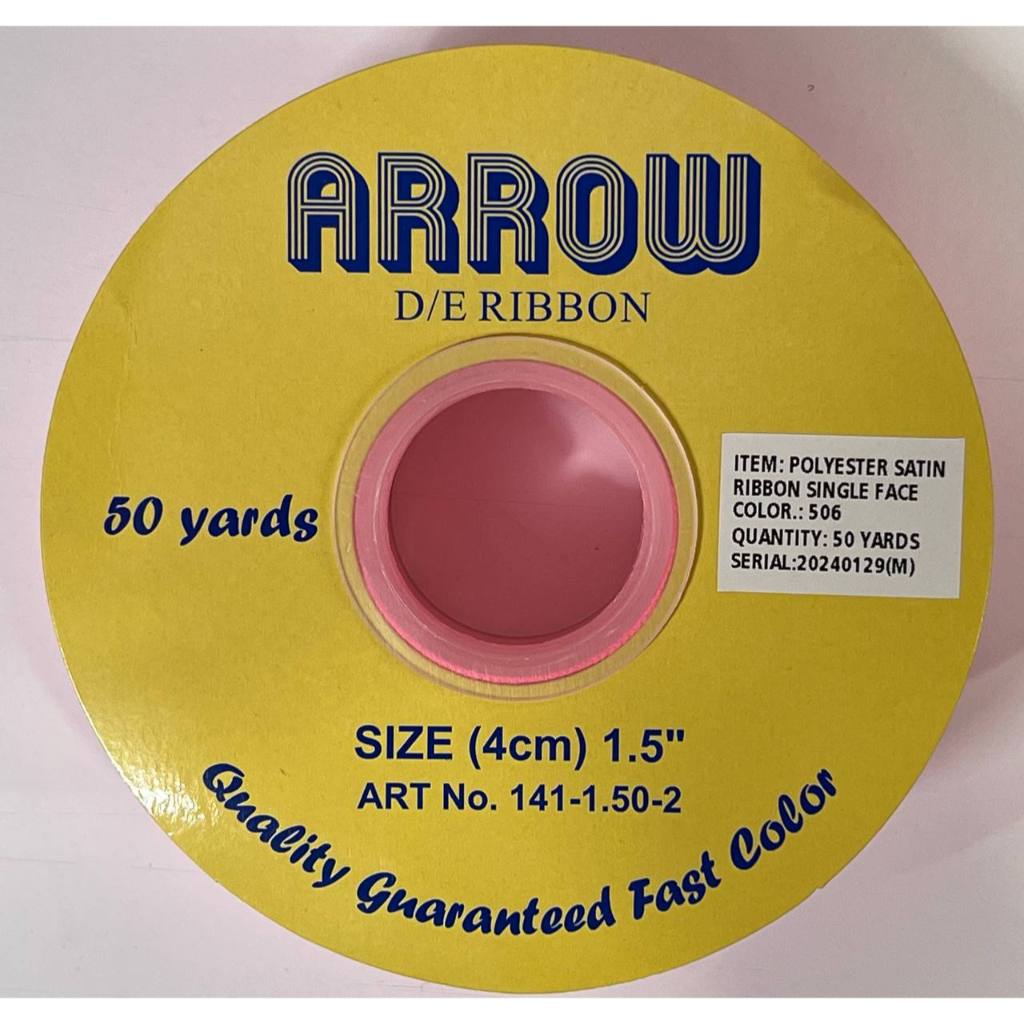 ARROW
D/E RIBBON
50 yards
ITEM: POLYESTER SATIN
RIBBON SINGLE FACE
COLOR.: 506
QUANTITY: 50 YARDS
SERIAL:20240129(M)
SIZE (4cm) 1.5"
ART No. 141-1.50-2
Quality Guaranteed Fast Color